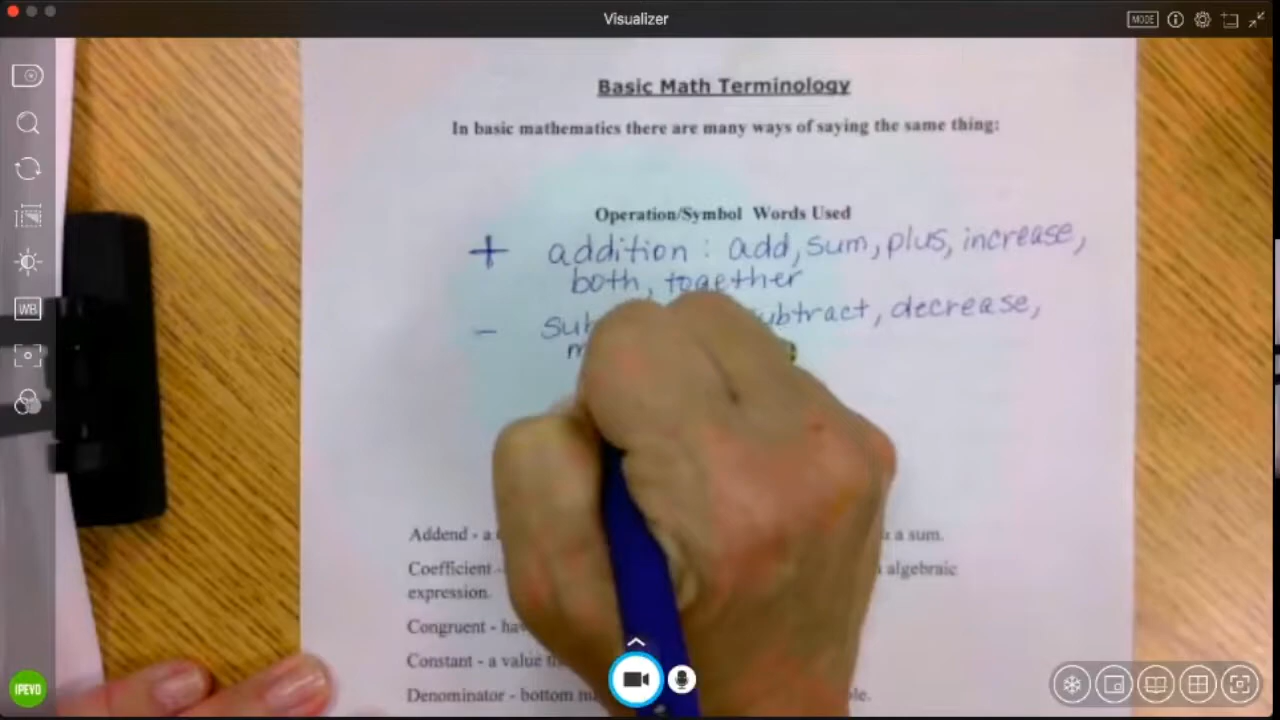 Visualizer
MODE
Basic Math Terminology
In basic mathematics there are many ways of saying the same thing:
Operation/Symbol Words Used
+ addition : add, sum, plus, increase,
both, together
- sub ubtract, decrease,
m
Addend - a a sum.
Coefficient - algebraic
expression.
Congruent - hav
Constant - a value
Denominator - bottom
WB
IPEVO